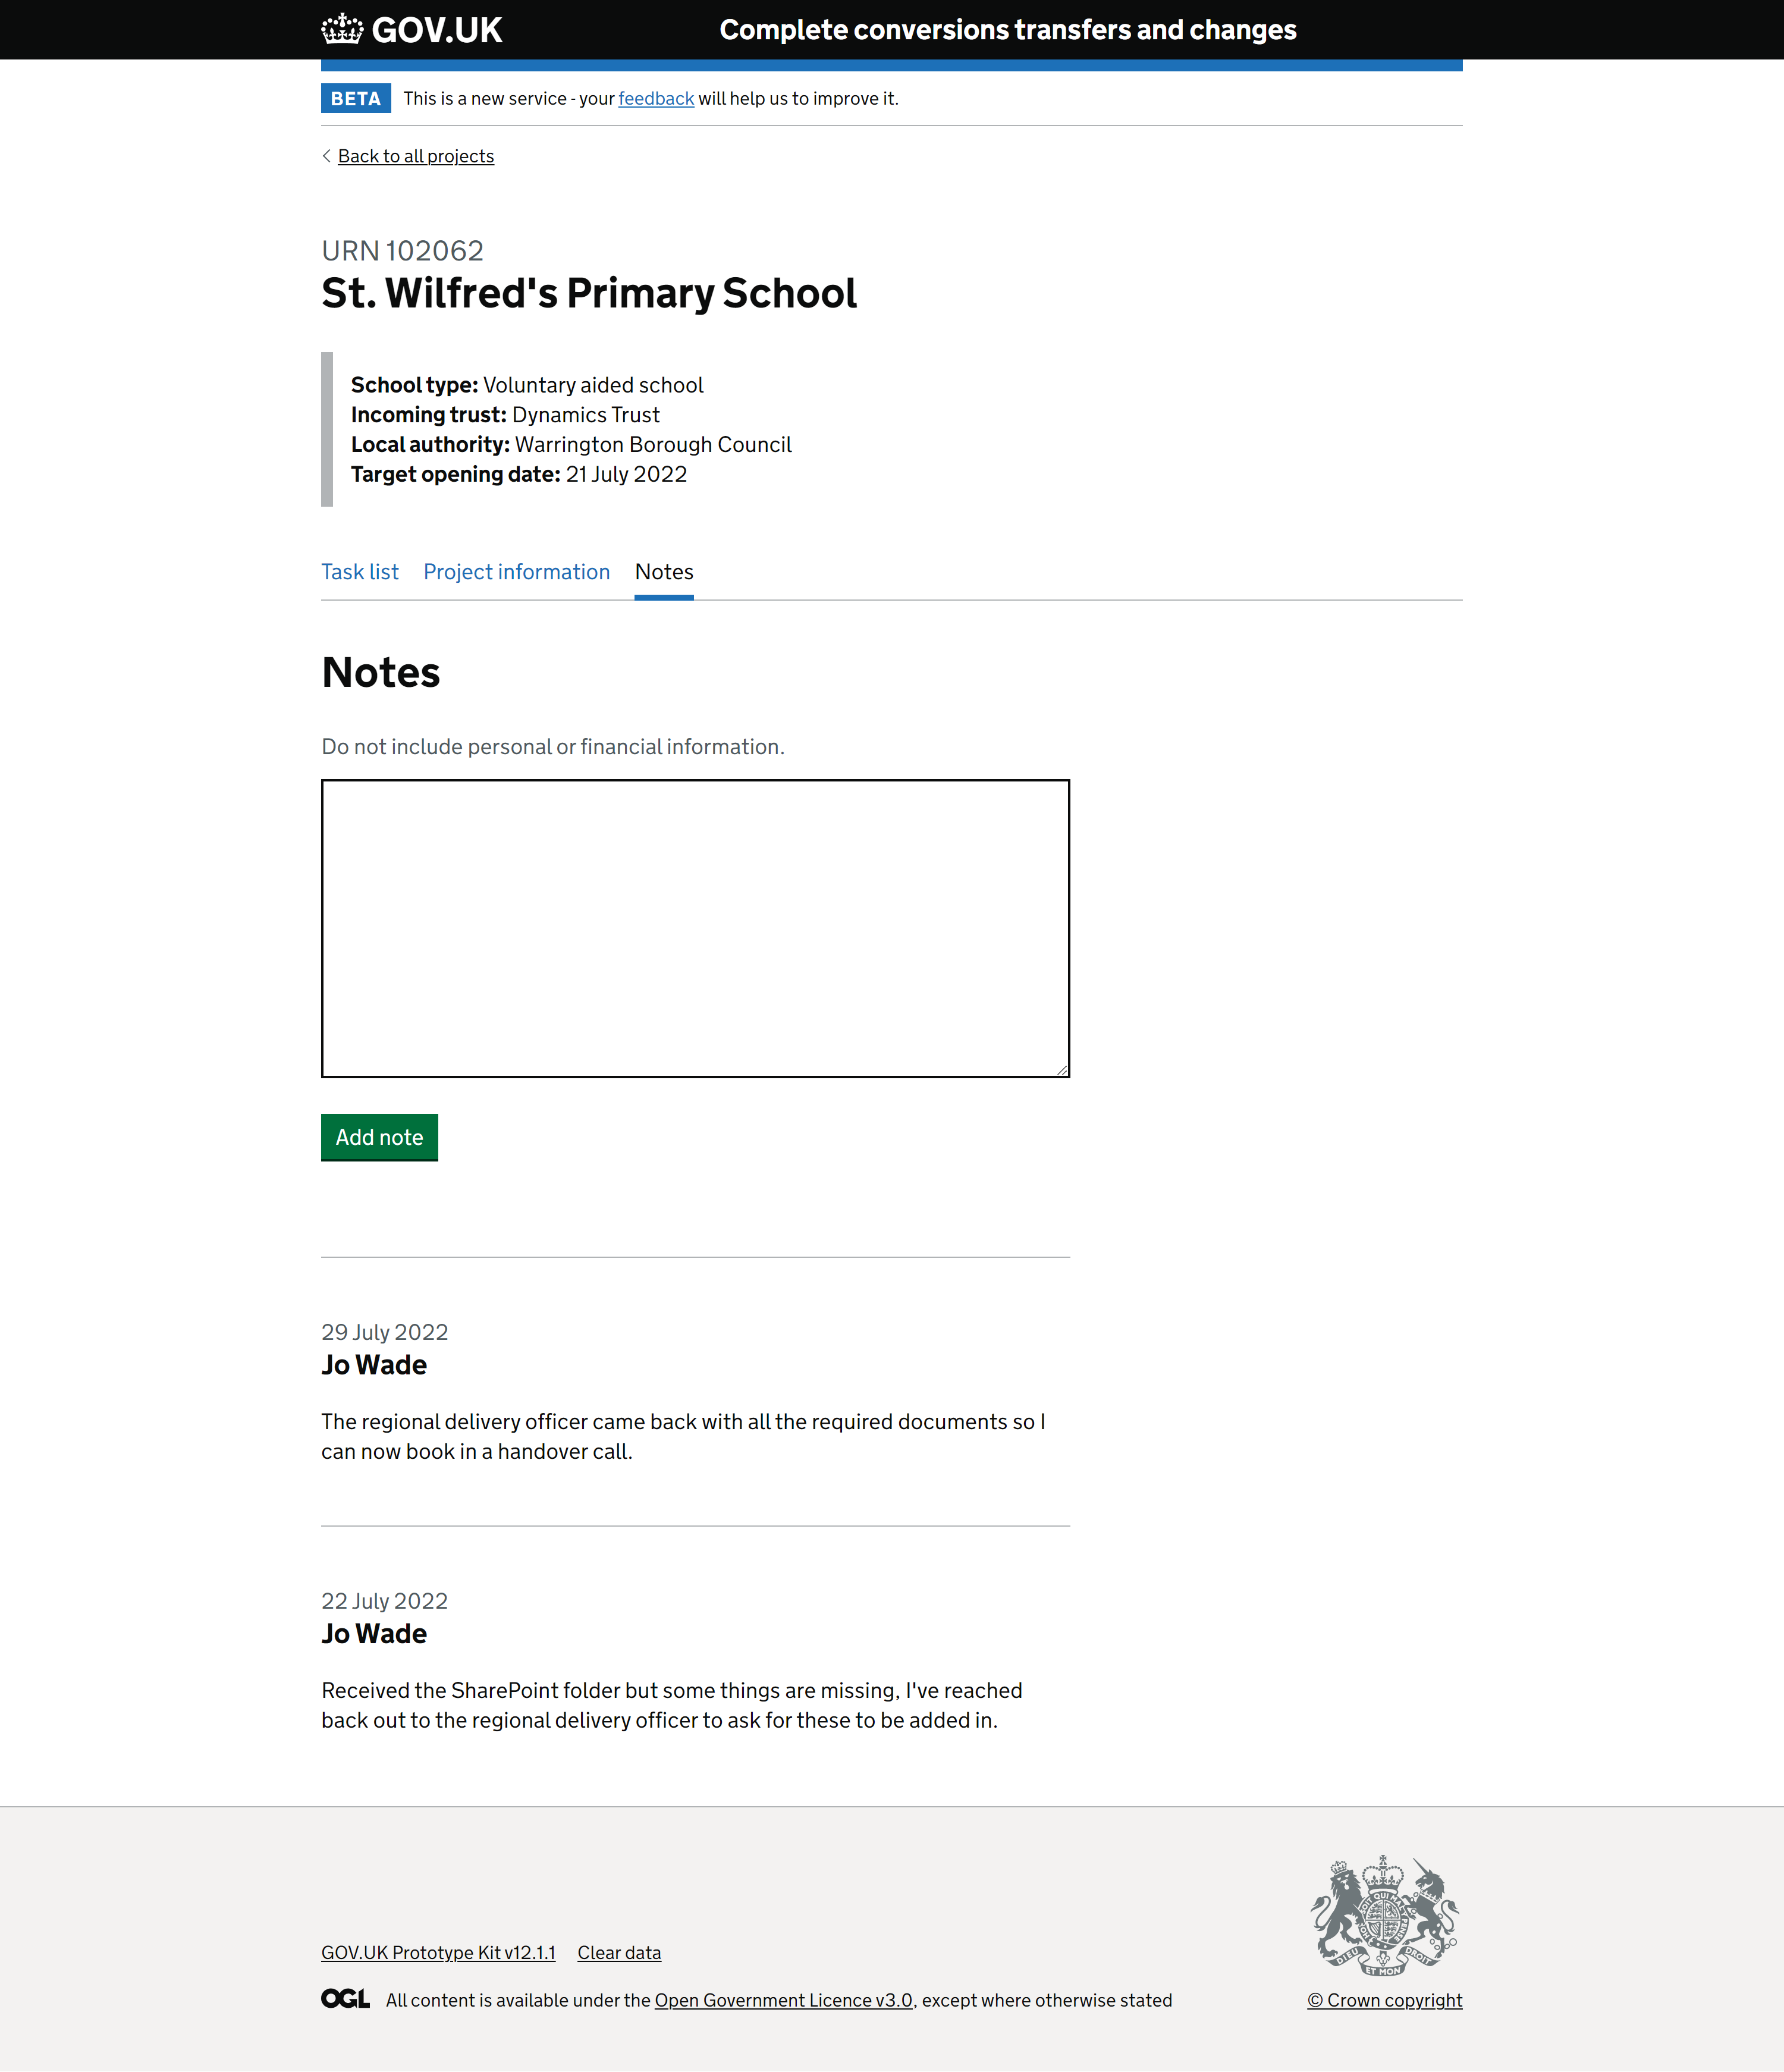 GOV.UK
Complete conversions transfers and changes
BETA This is a new service - your feedback will help us to improve it.
Back to all projects
URN 102062
St. Wilfred's Primary School
School type: Voluntary aided school
Incoming trust: Dynamics Trust
Local authority: Warrington Borough Council
Target opening date: 21 July 2022
Task list Project information Notes
Notes
Do not include personal or financial information.
Add note
29 July 2022
Jo Wade
The regional delivery officer came back with all the required documents so I
can now book in a handover call.
22 July 2022
Jo Wade
Received the SharePoint folder but some things are missing, I've reached
back out to the regional delivery officer to ask for these to be added in.
GOV.UK Prototype Kit v12.1.1 Clear data
OGL All content is available under the Open Government Licence v3.0, except where otherwise stated
DIEU ET MON DROIT
© Crown copyright